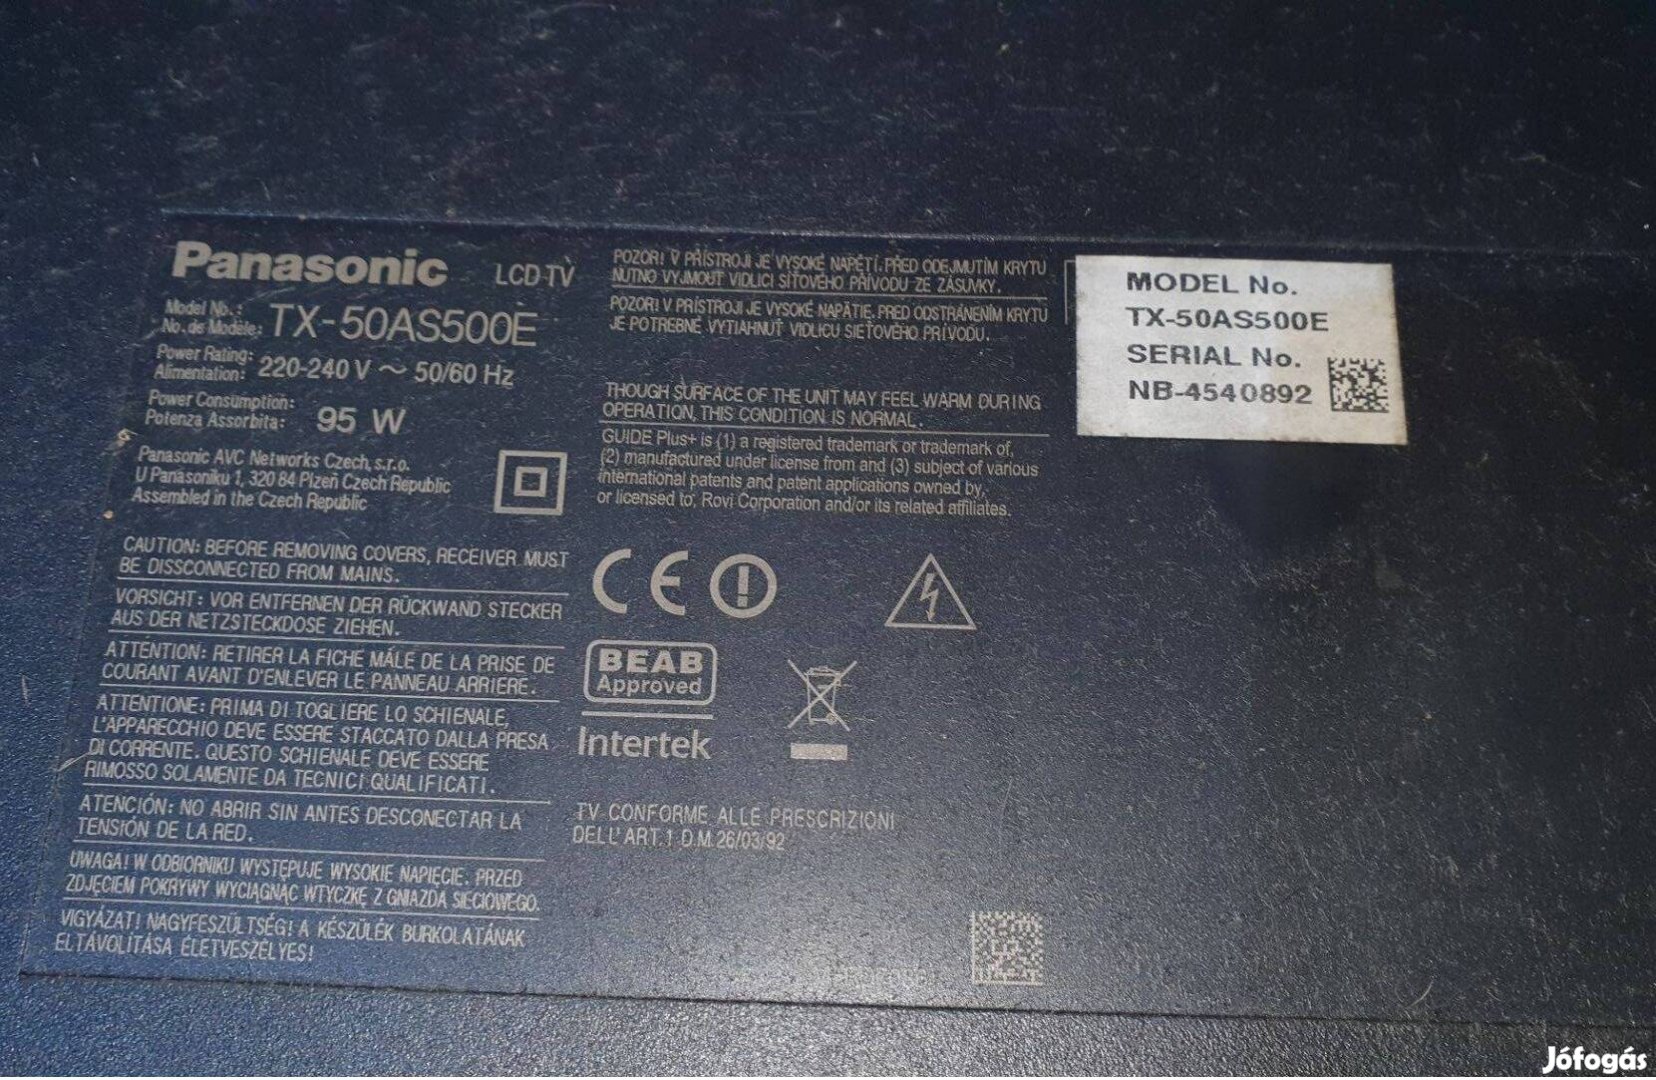 Panasonic LCD TV
Model No.:
No. de Modèle: TX-50AS500E
Power Rating:
Alimentation: 220-240 V ~ 50/60 Hz
Power Consumption:
Potenza Assorbita: 95 W
Panasonic AVC Networks Czech, s.r.o.
U Panasoniku 1, 320 84 Plzeň Czech Republic
Assembled in the Czech Republic
CAUTION: BEFORE REMOVING COVERS, RECEIVER MUST
BE DISSCONNECTED FROM MAINS.
VORSICHT: VOR ENTFERNEN DER RÜCKWAND STECKER
AUS DER NETZSTECKDOSE ZIEHEN.
ATTENTION: RETIRER LA FICHE MÂLE DE LA PRISE DE
COURANT AVANT D'ENLEVER LE PANNEAU ARRIERE.
ATTENTIONE: PRIMA DI TOGLIERE LO SCHIENALE,
L'APPARECCHIO DEVE ESSERE STACCATO DALLA PRESA
DI CORRENTE. QUESTO SCHIENALE DEVE ESSERE
RIMOSSO SOLAMENTE DA TECNICI QUALIFICATI.
ATENCIÓN: NO ABRIR SIN ANTES DESCONECTAR LA
TENSIÓN DE LA RED.
UWAGA! W ODBIORNIKU WYSTĘPUJE WYSOKIE NAPIĘCIE. PRZED
ZDJĘCIEM POKRYWY WYCIĄGNĄĆ WTYCZKĘ Z GNIAZDA SIECIOWEGO.
VIGYÁZAT! NAGYFESZÜLTSÉG! A KÉSZÜLÉK BURKOLATÁNAK
ELTÁVOLÍTÁSA ÉLETVESZÉLYES!
POZOR! V PŘÍSTROJI JE VYSOKÉ NAPĚTÍ. PŘED ODEJMUTÍM KRYTU
NUTNO VYJMOUT VIDLICI SÍŤOVÉHO PŘÍVODU ZE ZÁSUVKY.
POZOR! V PRÍSTROJI JE VYSOKÉ NAPÄTIE. PRED ODSTRÁNENÍM KRYTU
JE POTREBNÉ VYTIAHNUŤ VIDLICU SIEŤOVÉHO PRÍVODU.
THOUGH SURFACE OF THE UNIT MAY FEEL WARM DURING
OPERATION, THIS CONDITION IS NORMAL.
GUIDE Plus+ is (1) a registered trademark or trademark of,
(2) manufactured under license from and (3) subject of various
international patents and patent applications owned by,
or licensed to, Rovi Corporation and/or its related affiliates.
CE
BEAB
Approved
Intertek
TV CONFORME ALLE PRESCRIZIONI
DELL'ART.1 D.M. 26/03/92
MODEL No.
TX-50AS500E
SERIAL No.
NB-4540892
Jófogás